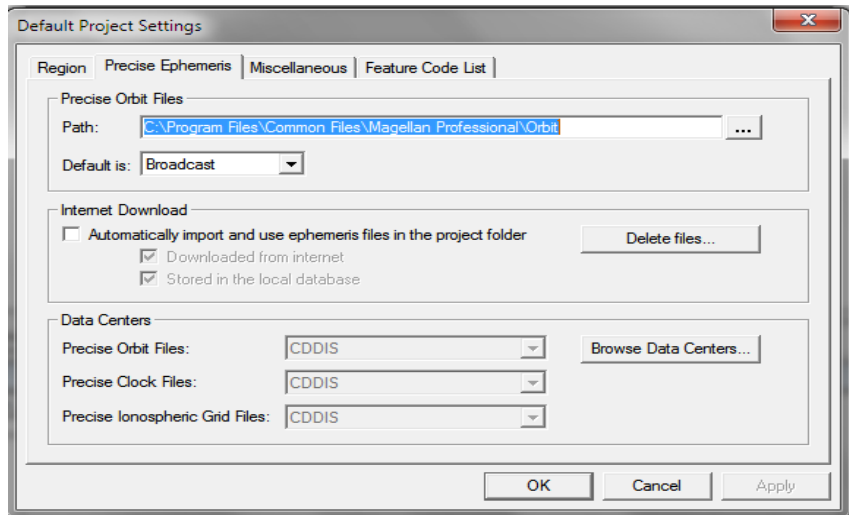 Default Project Settings
Region Precise Ephemeris Miscellaneous Feature Code List
Precise Orbit Files
Path: C:\Program Files\Common Files\Magellan Professional\Orbit ...
Default is: Broadcast
Internet Download
Automatically import and use ephemeris files in the project folder Delete files...
Downloaded from internet
Stored in the local database
Data Centers
Precise Orbit Files: CDDIS Browse Data Centers...
Precise Clock Files: CDDIS
Precise Ionospheric Grid Files: CDDIS
OK Cancel Apply